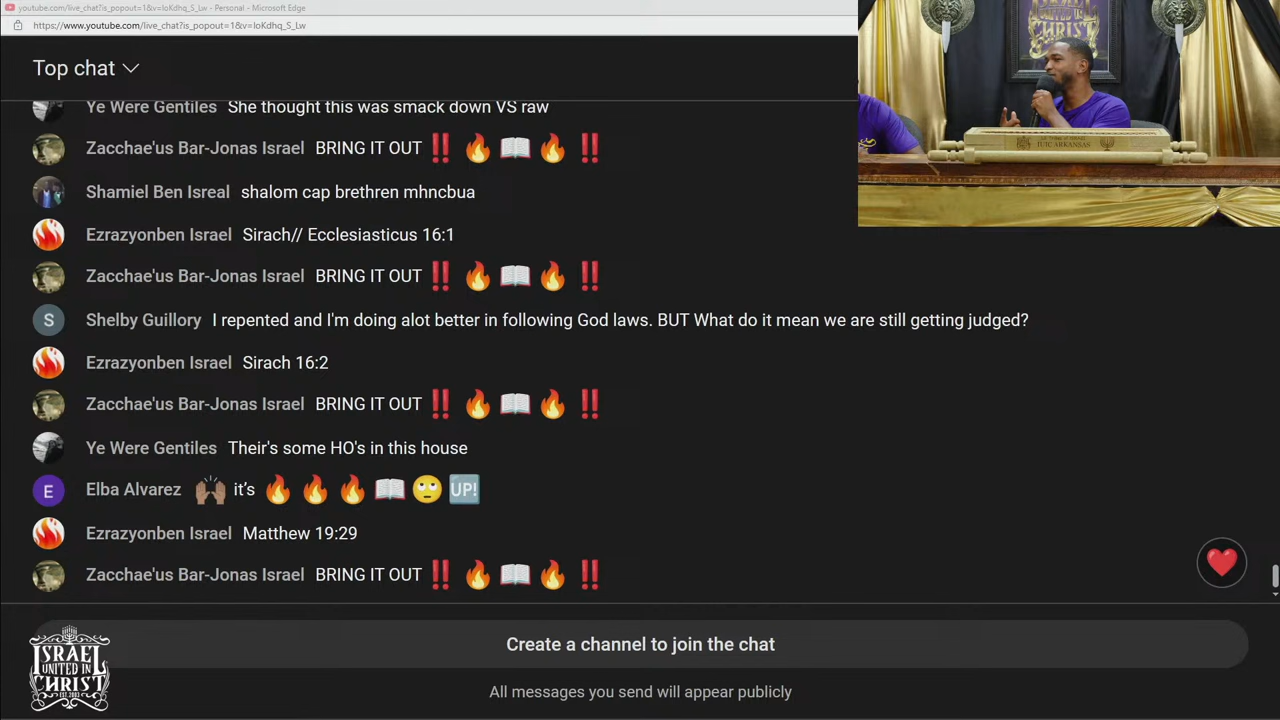 youtube.com/live_chat?is_popout=1&v=IoKdhq_S_Lw - Personal - Microsoft Edge
https://www.youtube.com/live_chat?is_popout=1&v=IoKdhq_S_Lw
Top chat
Ye Were Gentiles She thought this was smack down VS raw
Zacchae'us Bar-Jonas Israel BRING IT OUT ‼️ 🔥 📖 🔥 ‼️
Shamiel Ben Isreal shalom cap brethren mhncbua
Ezrazyonben Israel Sirach// Ecclesiasticus 16:1
Zacchae'us Bar-Jonas Israel BRING IT OUT ‼️ 🔥 📖 🔥 ‼️
S Shelby Guillory I repented and I'm doing alot better in following God laws. BUT What do it mean we are still getting judged?
Ezrazyonben Israel Sirach 16:2
Zacchae'us Bar-Jonas Israel BRING IT OUT ‼️ 🔥 📖 🔥 ‼️
Ye Were Gentiles Their's some HO's in this house
E Elba Alvarez 🙌🏽 it's 🔥 🔥 🔥 📖 🙄 🆙
Ezrazyonben Israel Matthew 19:29
Zacchae'us Bar-Jonas Israel BRING IT OUT ‼️ 🔥 📖 🔥 ‼️
Create a channel to join the chat
All messages you send will appear publicly
ISRAEL
UNITED IN
CHRIST
EST. 2003
UNITED IN
CHRIST
IUIC ARKANSAS